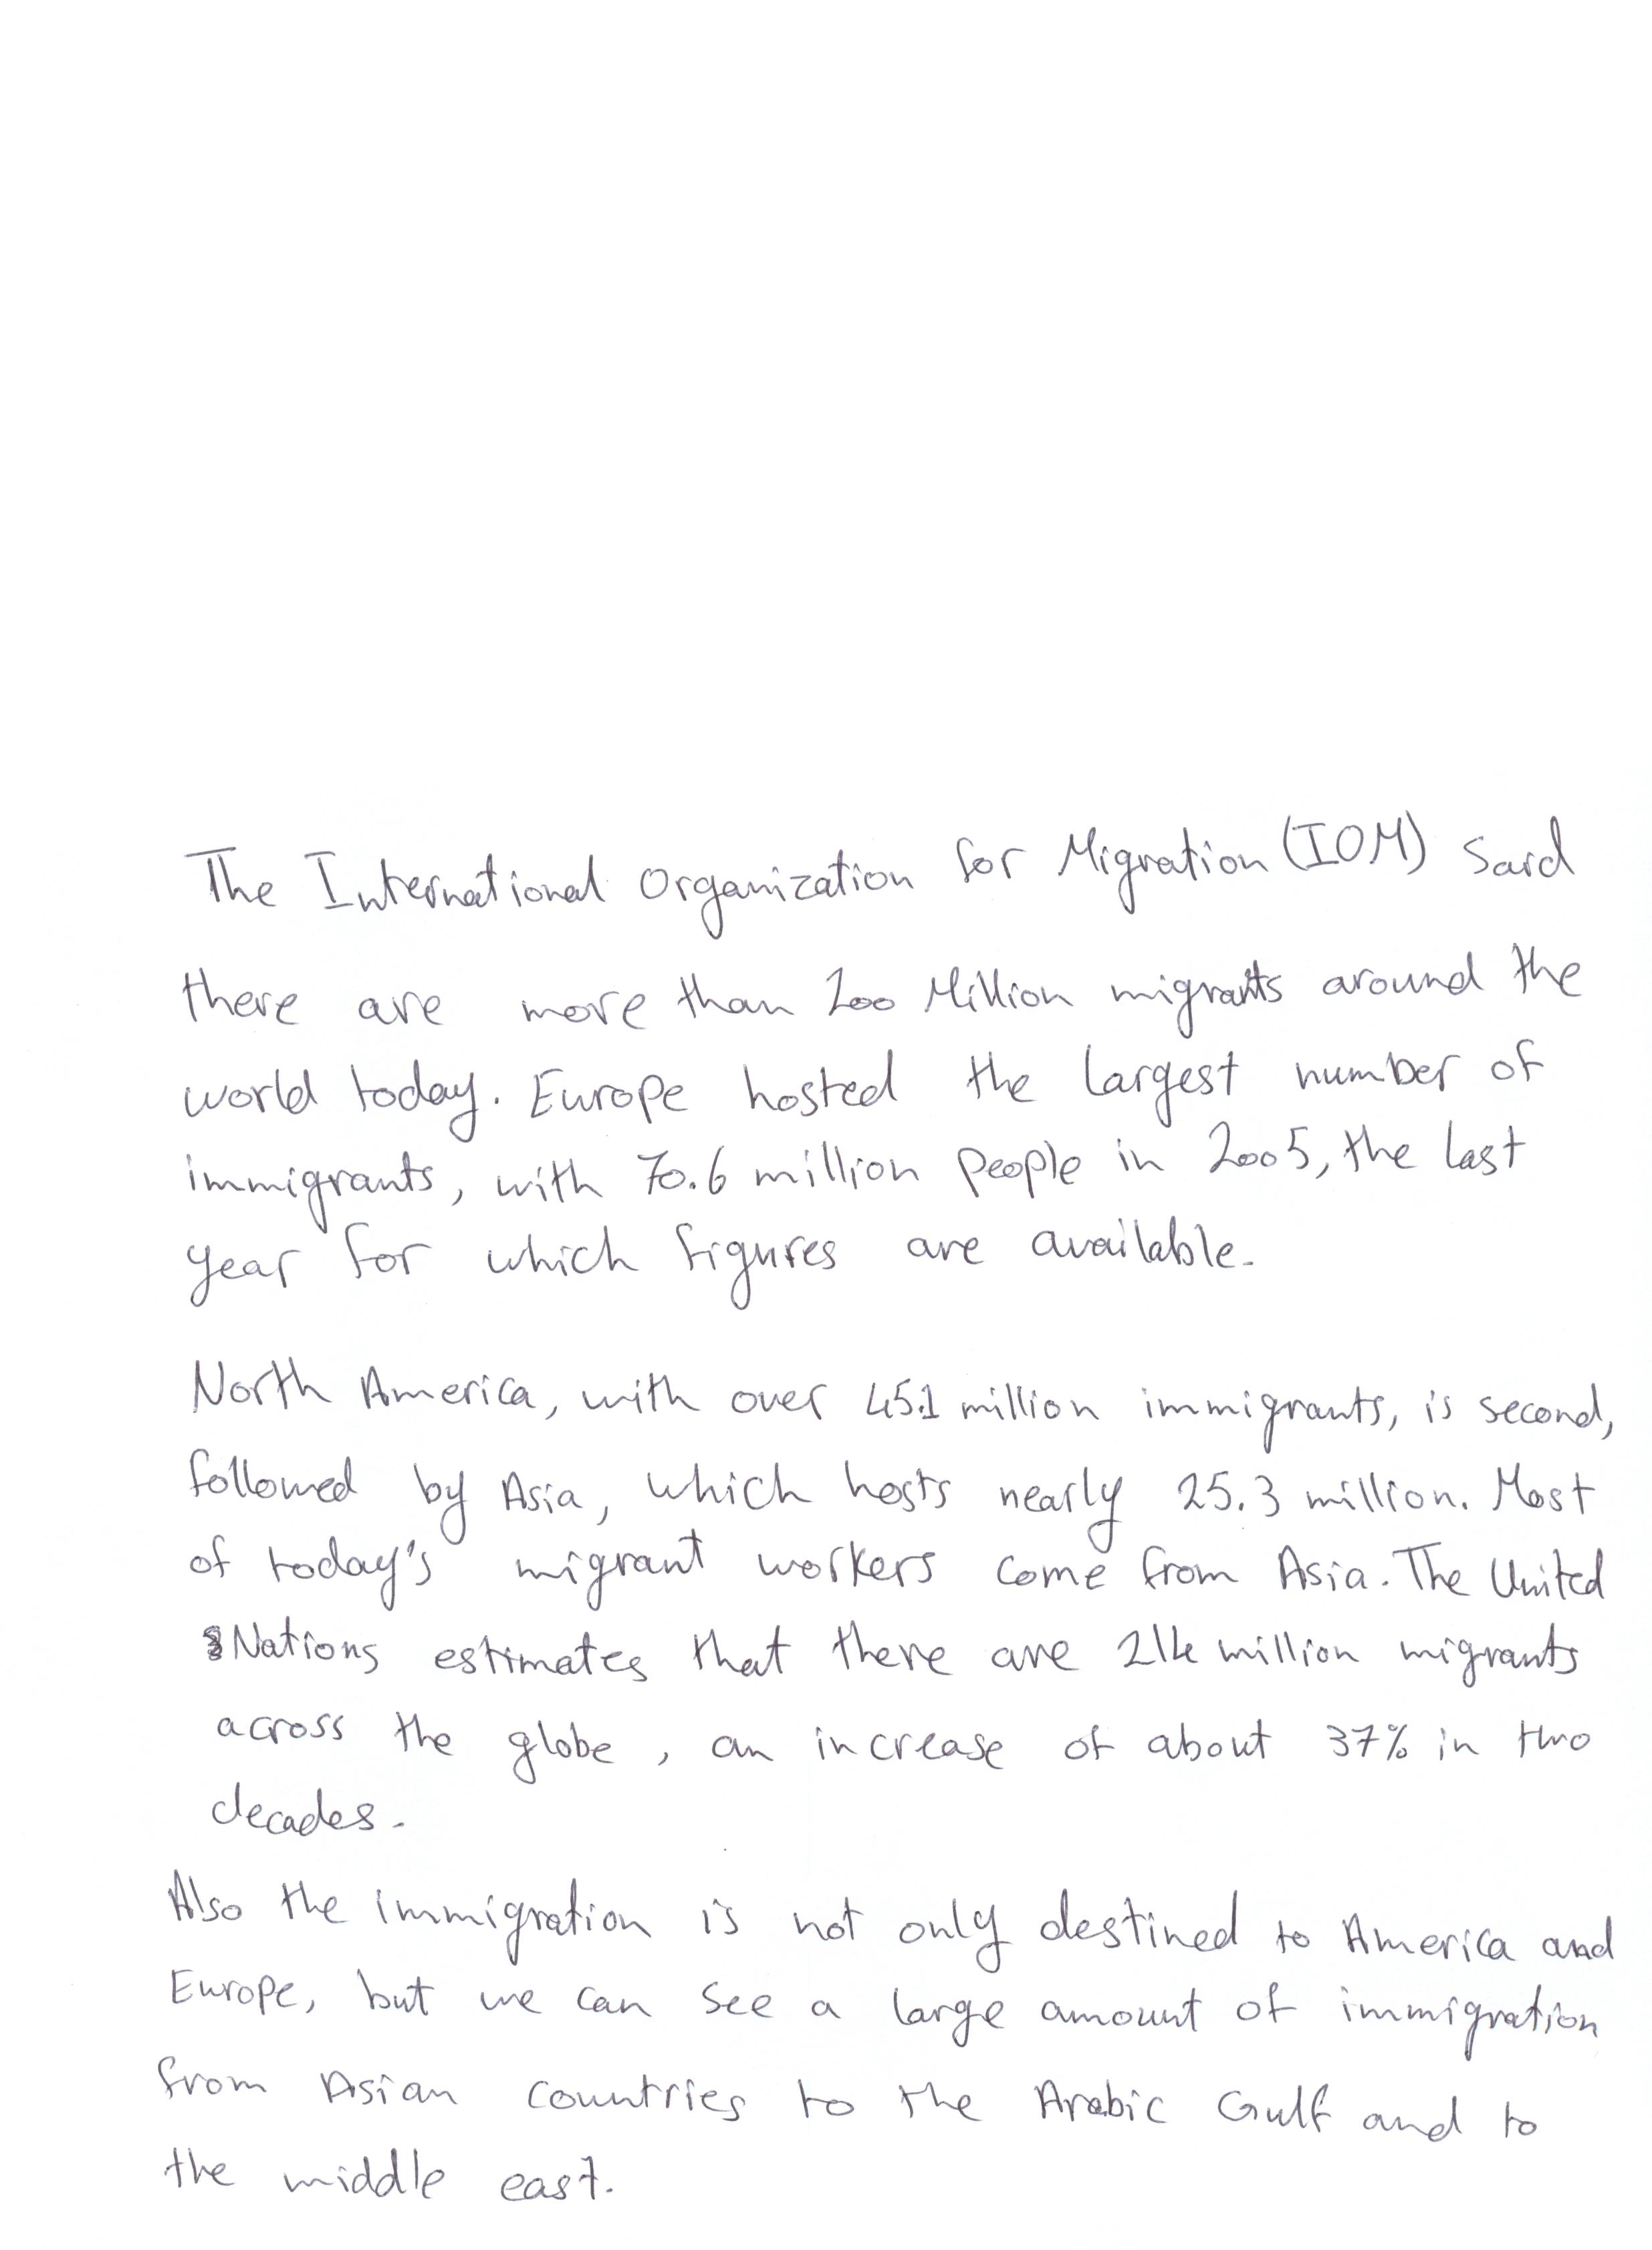 The International Organization for Migration (IOM) said
there are more than 200 Million migrants around the
world today. Europe hosted the largest number of
immigrants, with 70.6 million people in 2005, the last
year for which figures are available.
North America, with over 45.1 million immigrants, is second,
followed by Asia, which hosts nearly 25.3 million. Most
of today's migrant workers come from Asia. The United
Nations estimates that there are 214 million migrants
across the globe, an increase of about 37% in two
decades.
Also the immigration is not only destined to America and
Europe, but we can see a large amount of immigration
from Asian countries to the Arabic Gulf and to
the middle east.